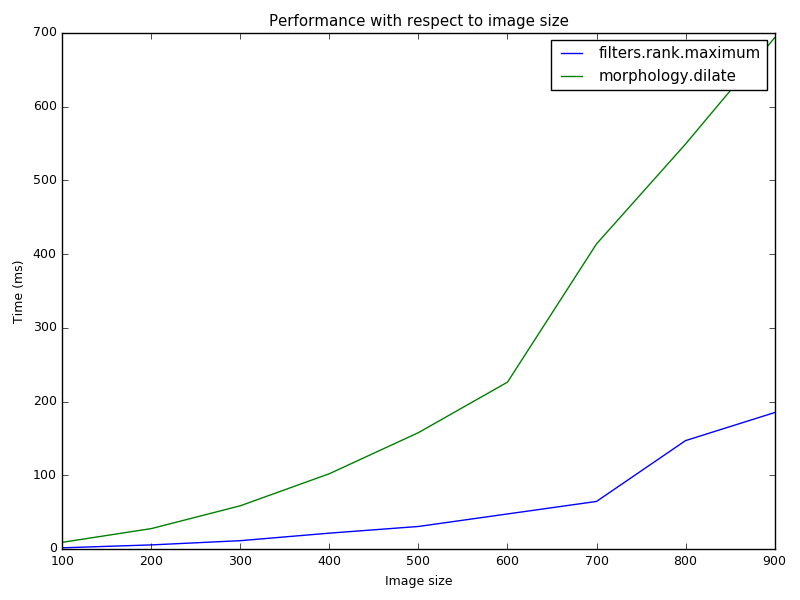 Performance with respect to image size
filters.rank.maximum
morphology.dilate
700
600
500
400
300
200
100
0
Time (ms)
100 200 300 400 500 600 700 800 900
Image size